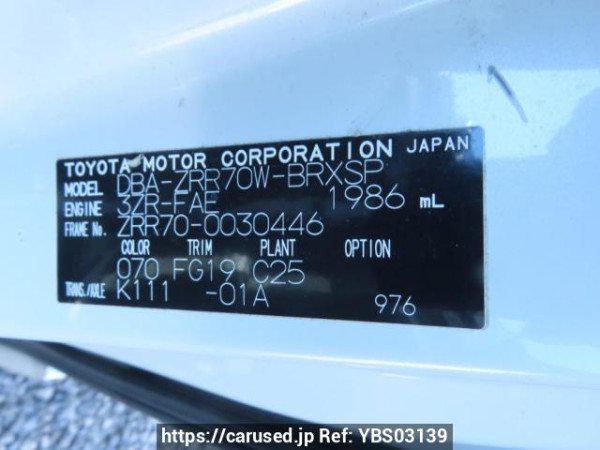 TOYOTA MOTOR CORPORATION JAPAN
MODEL DBA-ZRR70W-BRXSP
ENGINE 3ZR-FAE 1986 mL
FRAME No. ZRR70-0030446
COLOR TRIM PLANT OPTION
070 FG19 C25
TRANS./AXLE K111 -01A 976
https://carused.jp Ref: YBS03139